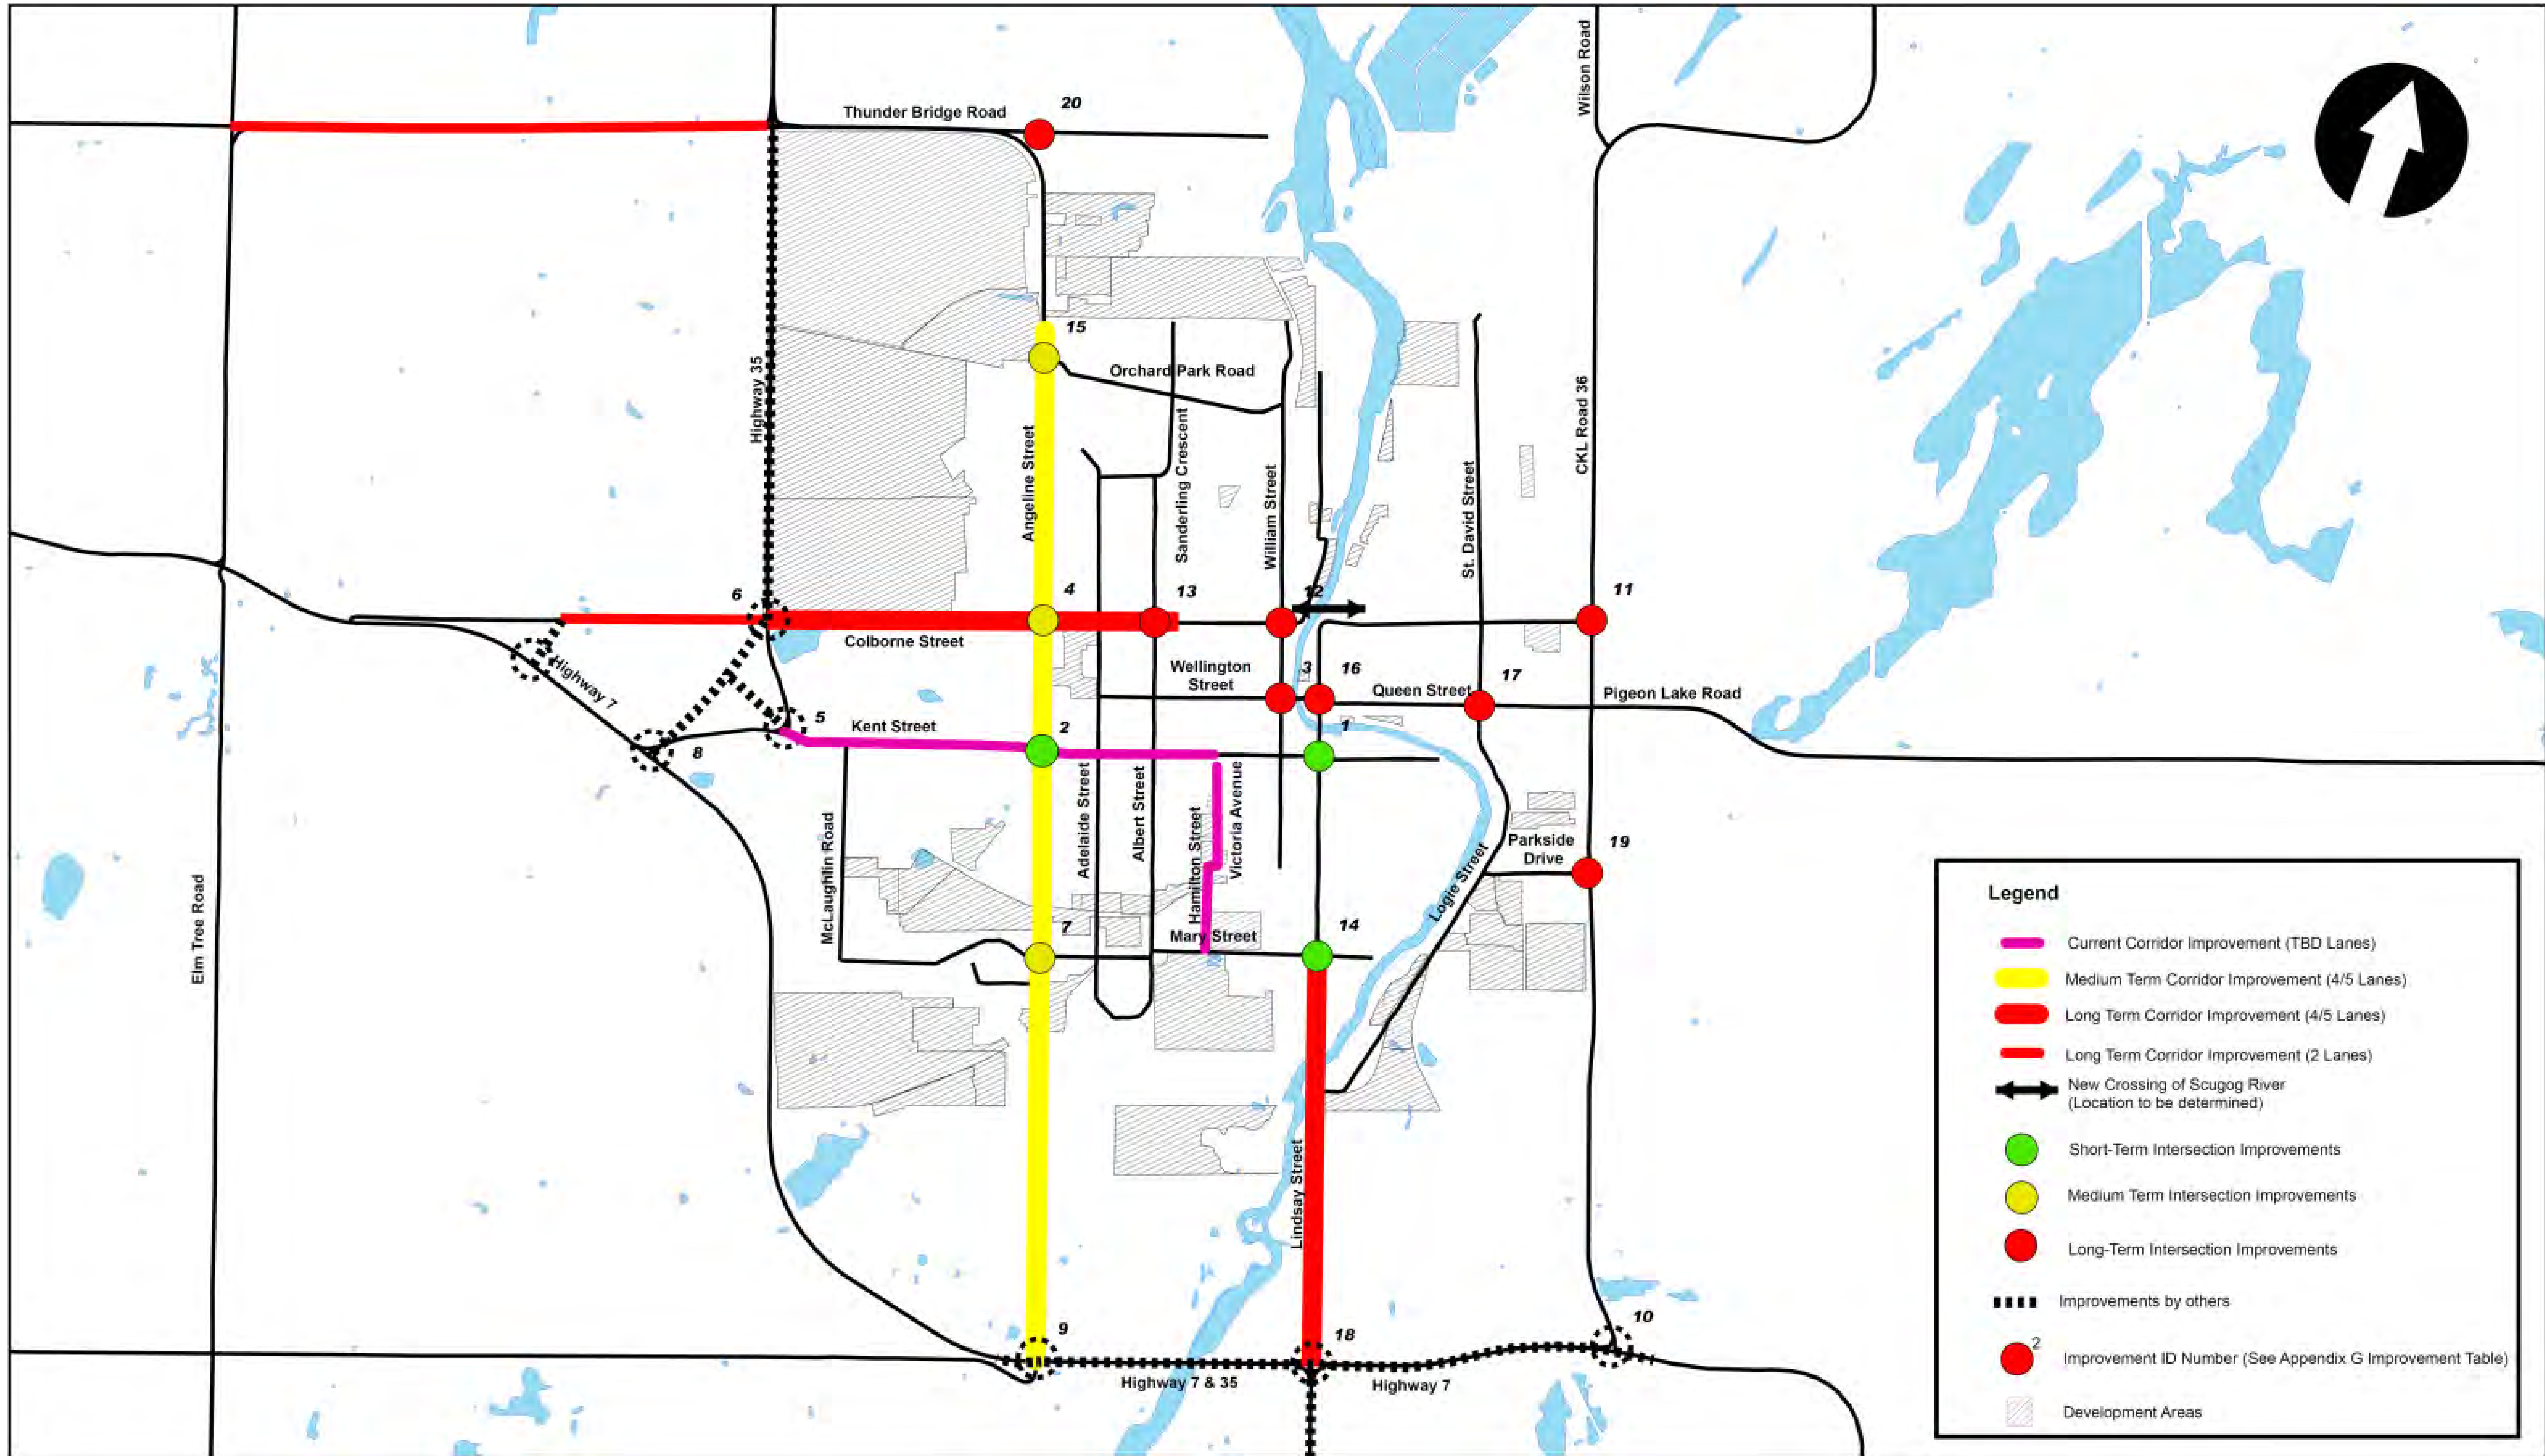 Wilson Road
20
Thunder Bridge Road
15
Orchard Park Road
Highway 35
CKL Road 36
Angeline Street
Sanderling Crescent
William Street
St. David Street
6
4
13
12
11
Colborne Street
Highway 7
Wellington
Street
3
16
17
Queen Street
Pigeon Lake Road
5
Kent Street
2
1
8
McLaughlin Road
Adelaide Street
Albert Street
Hamilton Street
Victoria Avenue
Logie Street
Parkside
Drive
19
Elm Tree Road
7
Mary Street
14
Lindsay Street
9
18
10
Highway 7 & 35
Highway 7
Legend
Current Corridor Improvement (TBD Lanes)
Medium Term Corridor Improvement (4/5 Lanes)
Long Term Corridor Improvement (4/5 Lanes)
Long Term Corridor Improvement (2 Lanes)
New Crossing of Scugog River
(Location to be determined)
Short-Term Intersection Improvements
Medium Term Intersection Improvements
Long-Term Intersection Improvements
Improvements by others
2
Improvement ID Number (See Appendix G Improvement Table)
Development Areas